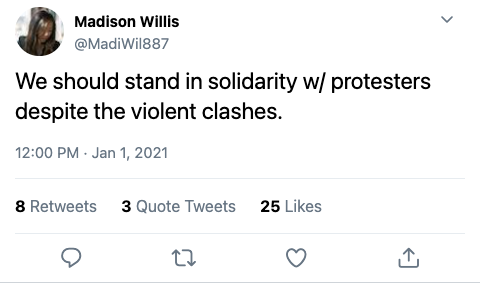 Madison Willis
@MadiWil887
We should stand in solidarity w/ protesters
despite the violent clashes.
12:00 PM · Jan 1, 2021
8 Retweets 3 Quote Tweets 25 Likes